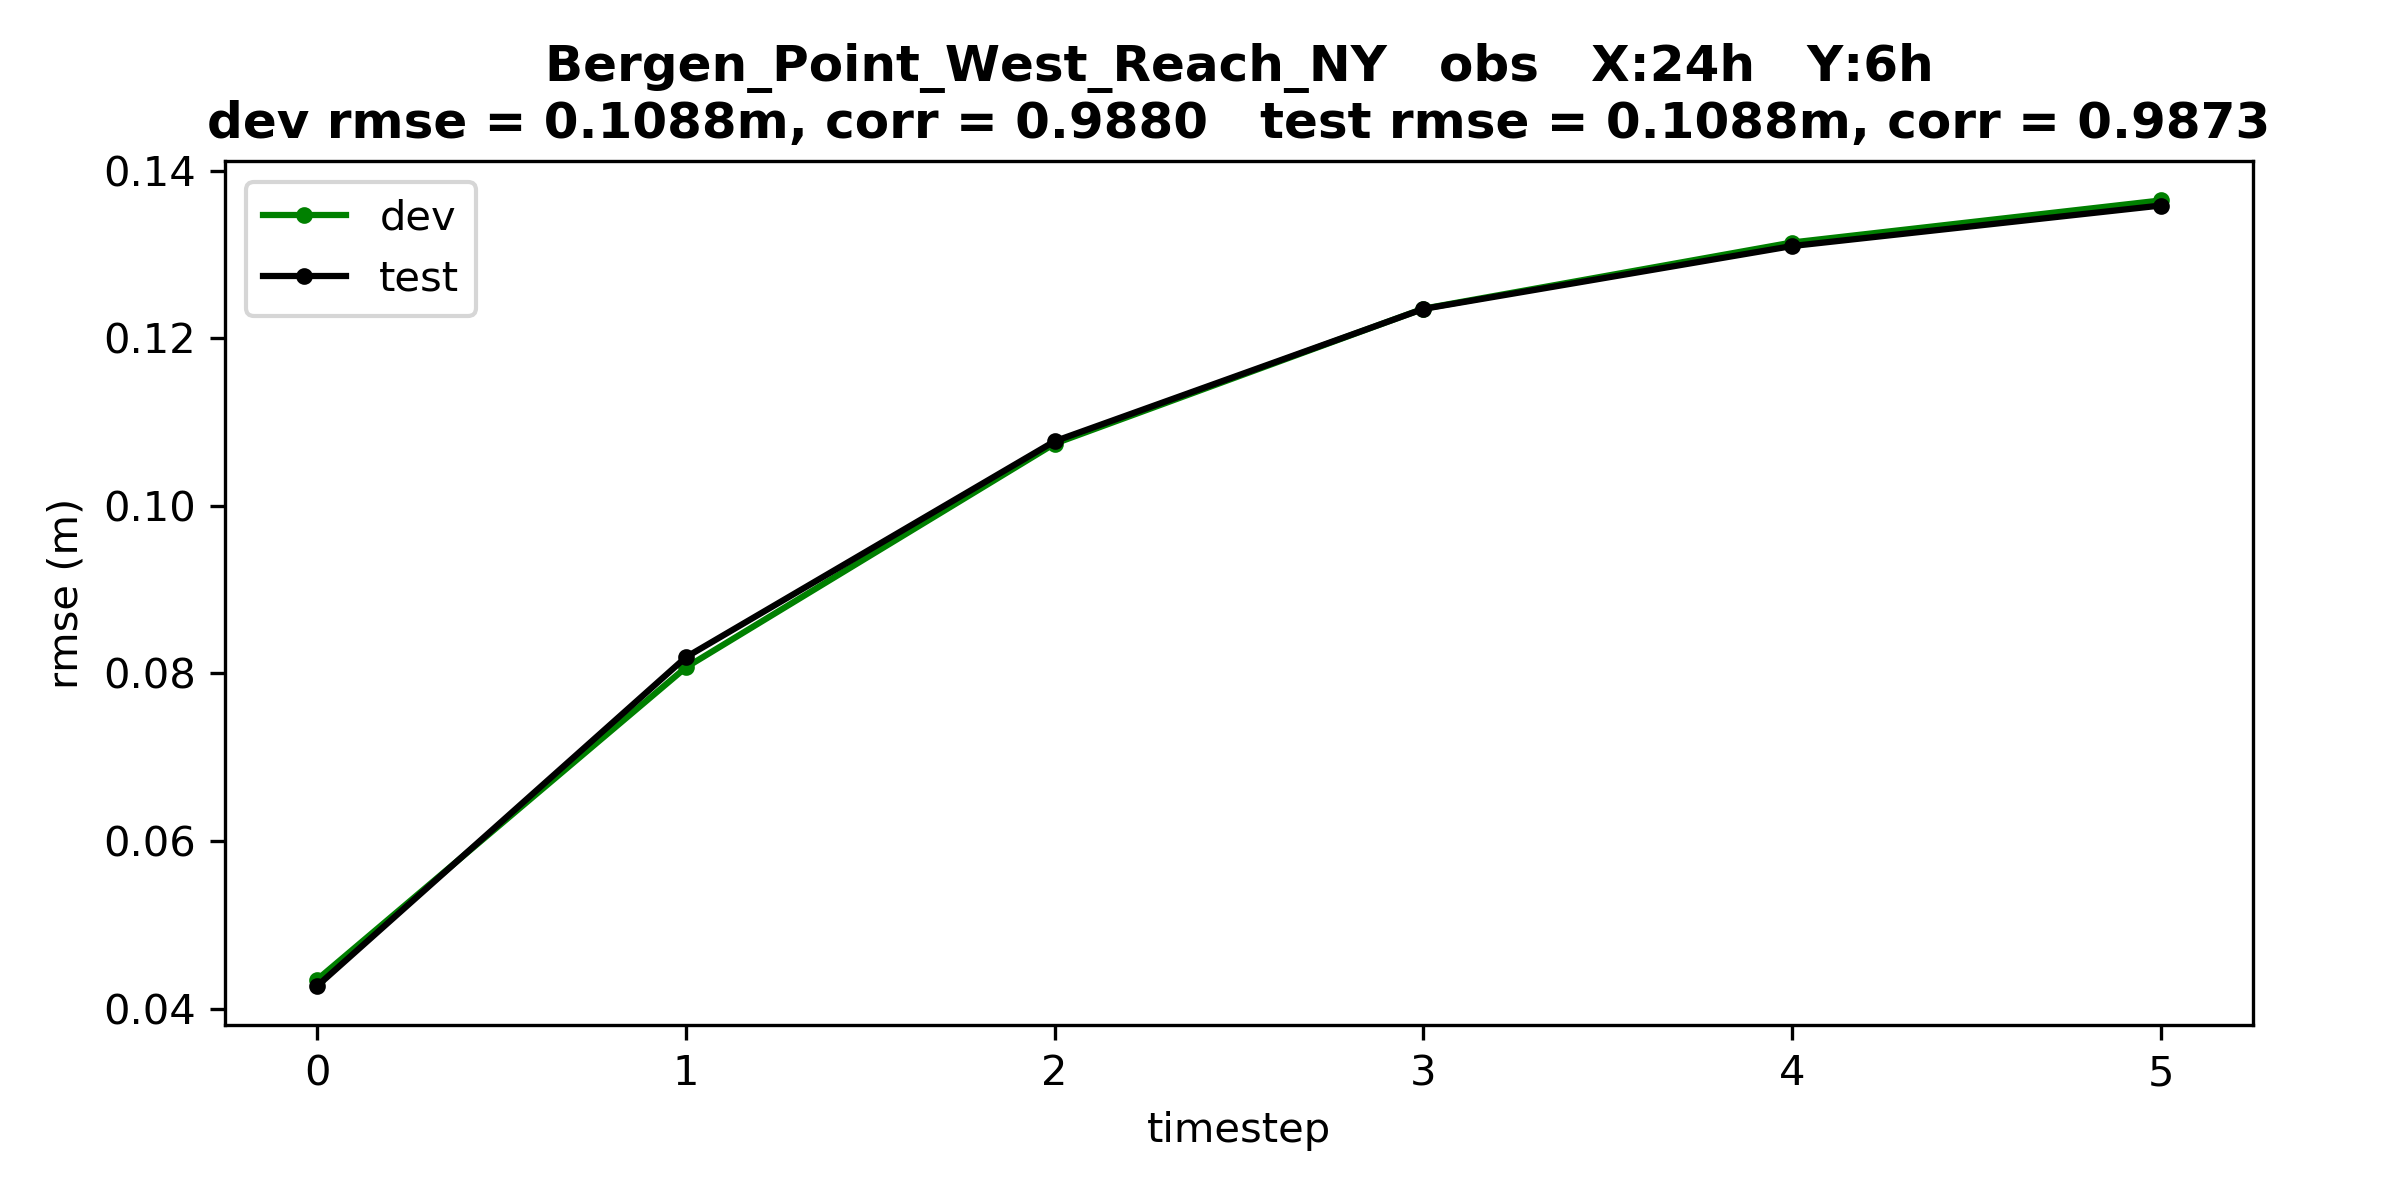 Bergen_Point_West_Reach_NY obs X:24h Y:6h
dev rmse = 0.1088m, corr = 0.9880 test rmse = 0.1088m, corr = 0.9873
dev
test
rmse (m)
0.14
0.12
0.10
0.08
0.06
0.04
0 1 2 3 4 5
timestep